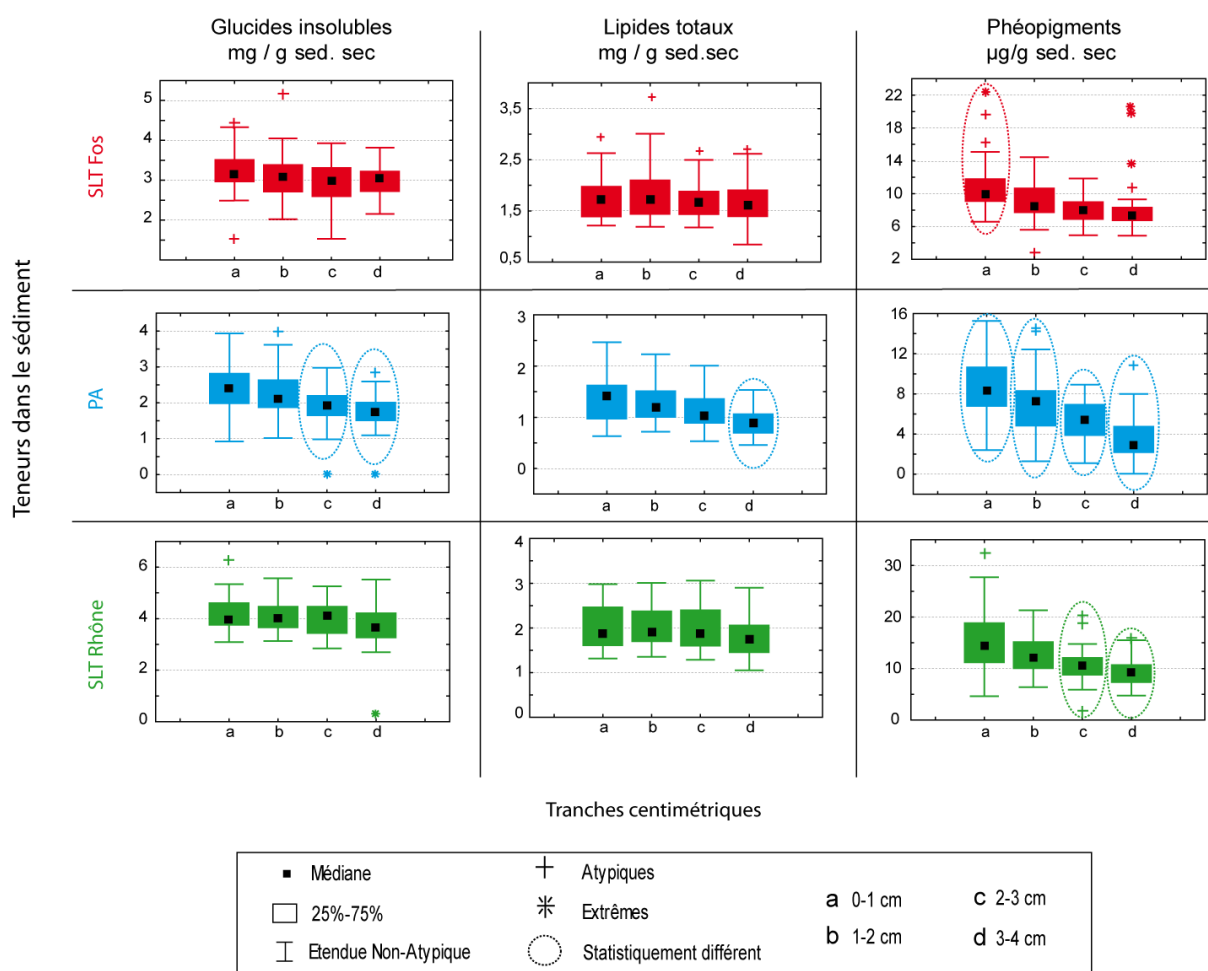 Glucides insolubles
mg / g sed. sec
Lipides totaux
mg / g sed.sec
Phéopigments
µg/g sed. sec
Teneurs dans le sédiment
SLT Fos
5
4
3
2
a b c d
3,5
2,5
1,5
0,5
a b c d
22
18
14
10
6
2
a b c d
PA
4
3
2
1
0
a b c d
3
2
1
0
a b c d
16
12
8
4
0
a b c d
SLT Rhône
6
4
2
0
a b c d
4
3
2
1
0
a b c d
30
20
10
0
a b c d
Tranches centimétriques
Médiane
25%-75%
Etendue Non-Atypique
Atypiques
Extrêmes
Statistiquement différent
a 0-1 cm
b 1-2 cm
c 2-3 cm
d 3-4 cm